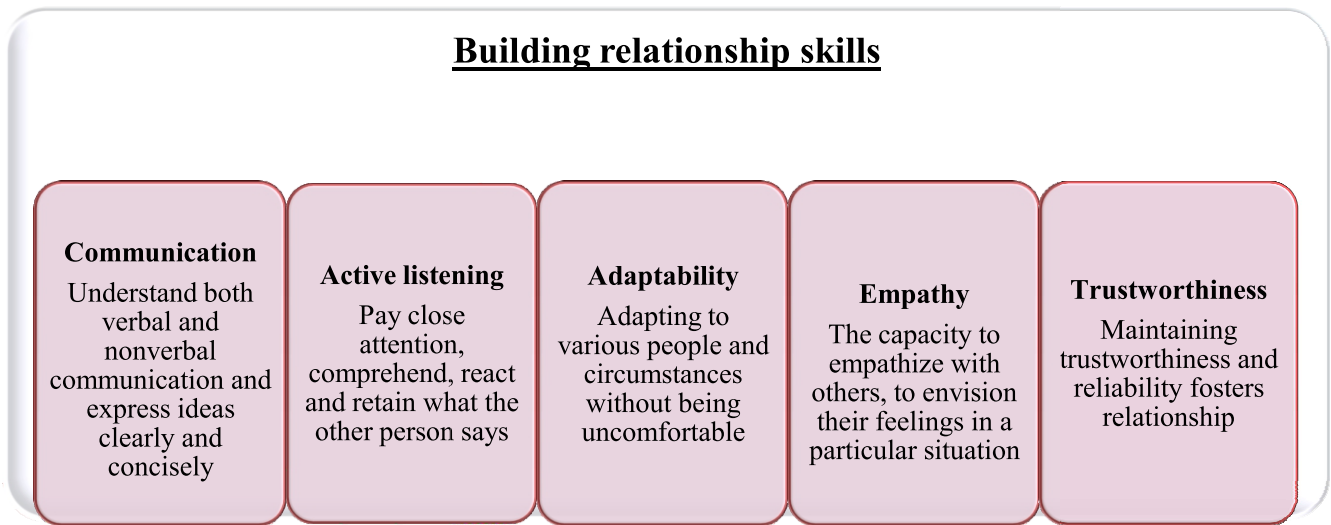 Building relationship skills
Communication
Understand both
verbal and
nonverbal
communication and
express ideas
clearly and
concisely
Active listening
Pay close
attention,
comprehend, react
and retain what the
other person says
Adaptability
Adapting to
various people and
circumstances
without being
uncomfortable
Empathy
The capacity to
empathize with
others, to envision
their feelings in a
particular situation
Trustworthiness
Maintaining
trustworthiness and
reliability fosters
relationship